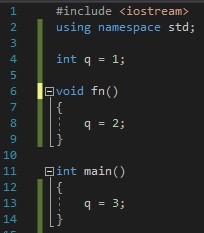 1 #include <iostream>
2 using namespace std;
3
4 int q = 1;
5
6 void fn()
7 {
8 q = 2;
9 }
10
11 int main()
12 {
13 q = 3;
14 }